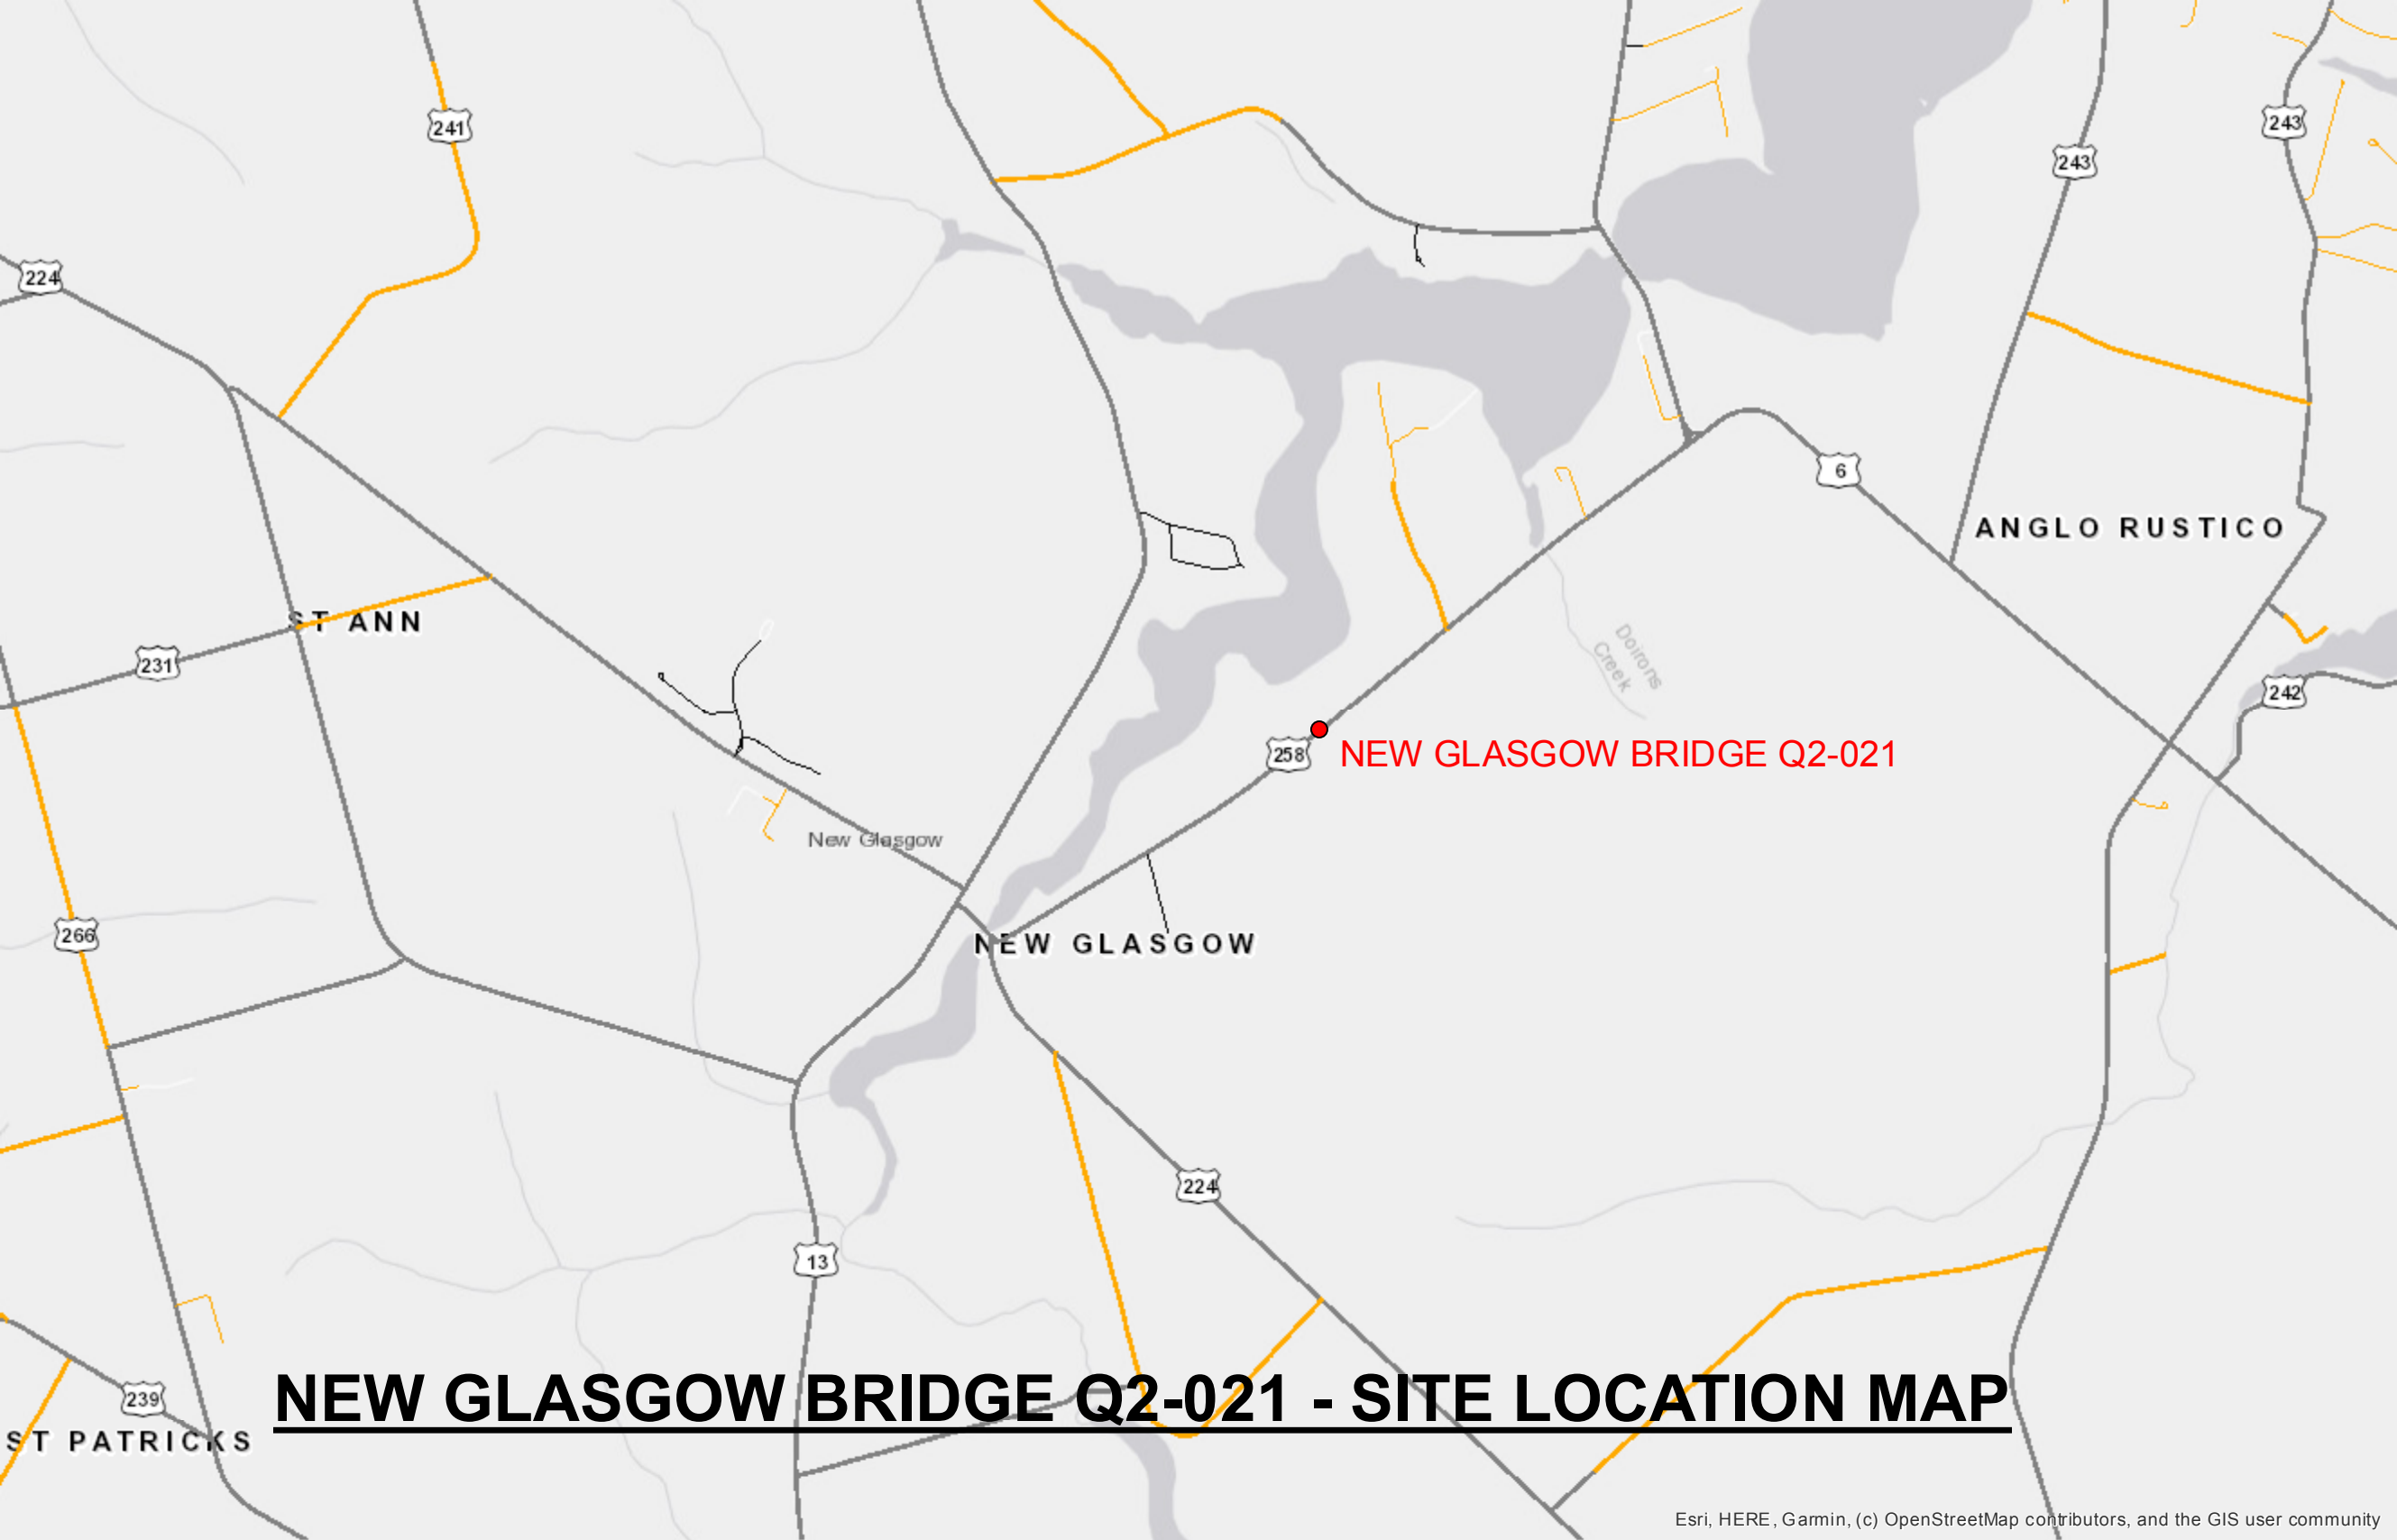 241
243
243
224
6
ANGLO RUSTICO
ST ANN
231
Doirons
Creek
242
258
NEW GLASGOW BRIDGE Q2-021
New Glasgow
266
NEW GLASGOW
224
13
239
NEW GLASGOW BRIDGE Q2-021 - SITE LOCATION MAP
ST PATRICKS
Esri, HERE, Garmin, (c) OpenStreetMap contributors, and the GIS user community